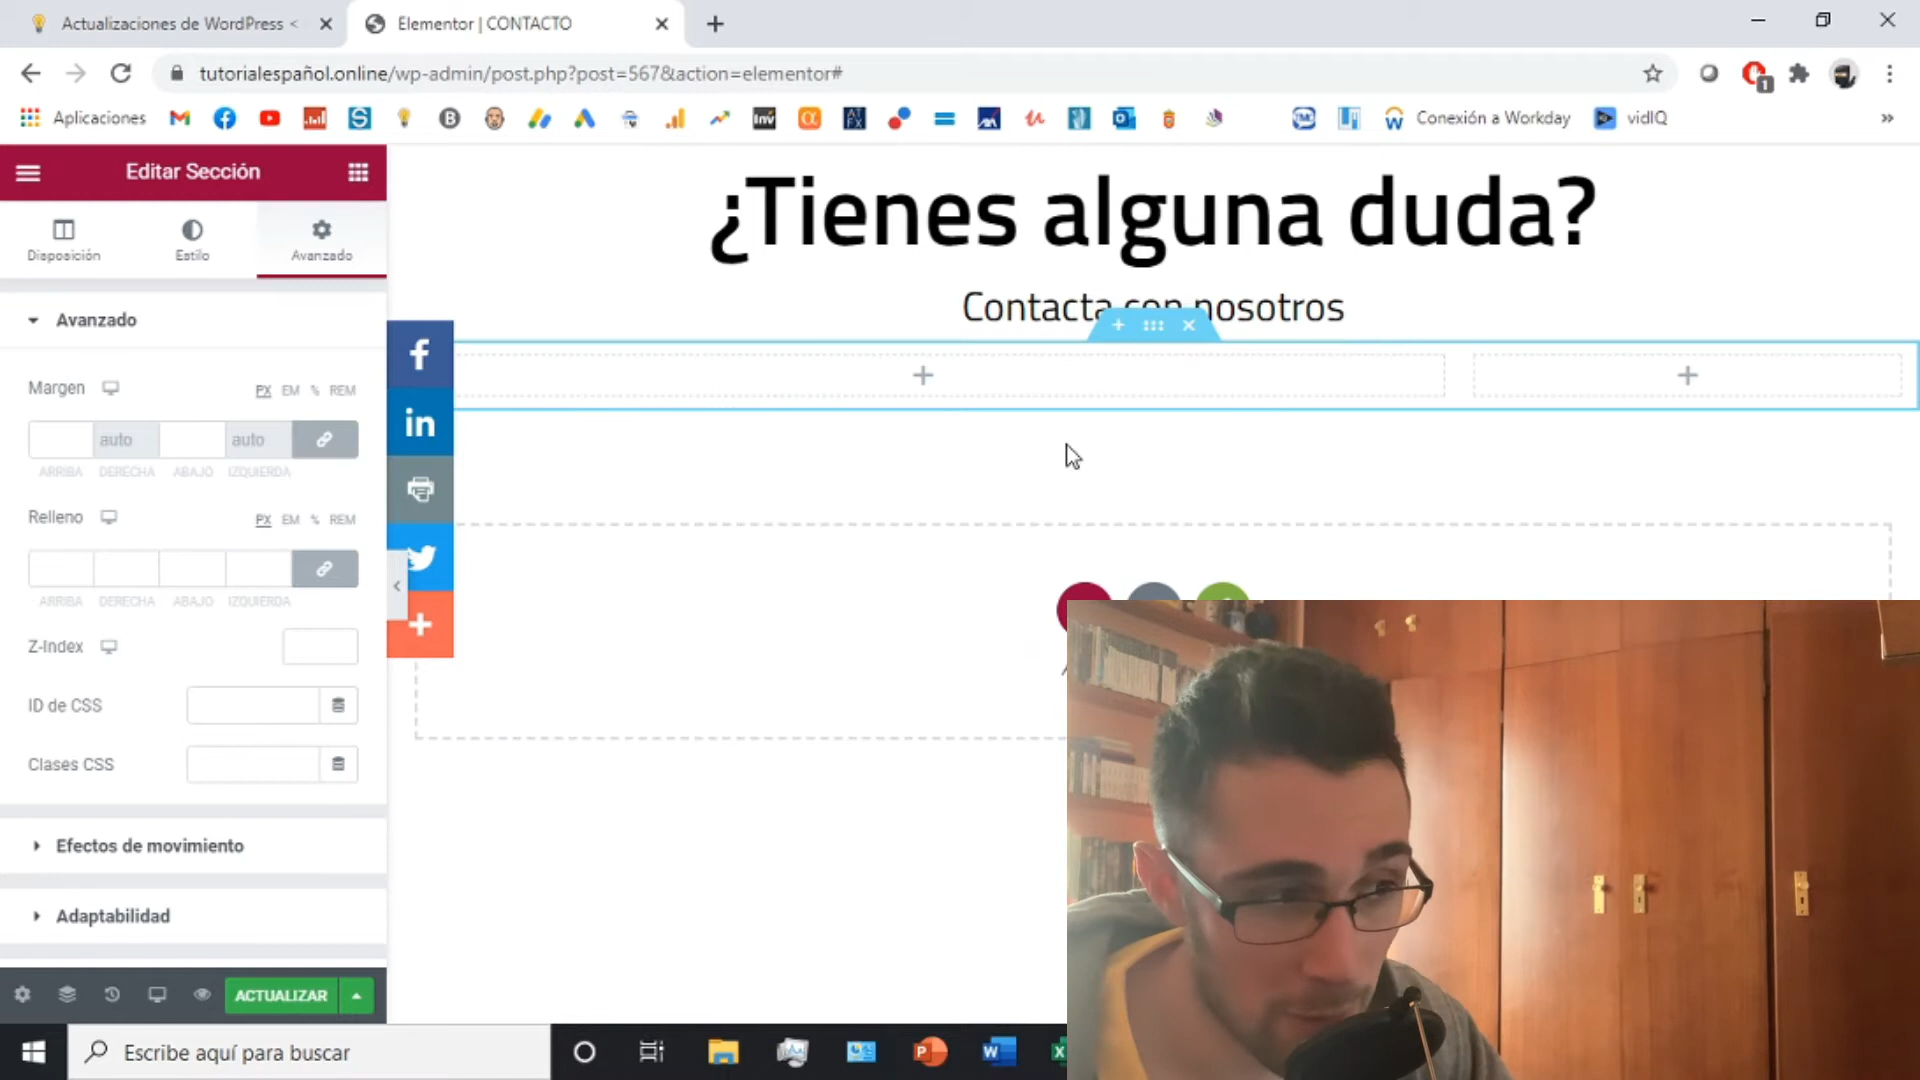 Actualizaciones de WordPress <
Elementor | CONTACTO
tutorialespañol.online/wp-admin/post.php?post=567&action=elementor#
1
Aplicaciones
Inv
Conexión a Workday
vidIQ
»
Editar Sección
Disposición
Estilo
Avanzado
Avanzado
Margen
PX EM % REM
auto
auto
ARRIBA DERECHA ABAJO IZQUIERDA
Relleno
PX EM % REM
ARRIBA DERECHA ABAJO IZQUIERDA
Z-Index
ID de CSS
Clases CSS
Efectos de movimiento
Adaptabilidad
ACTUALIZAR
¿Tienes alguna duda?
Contacta con nosotros
Escribe aquí para buscar